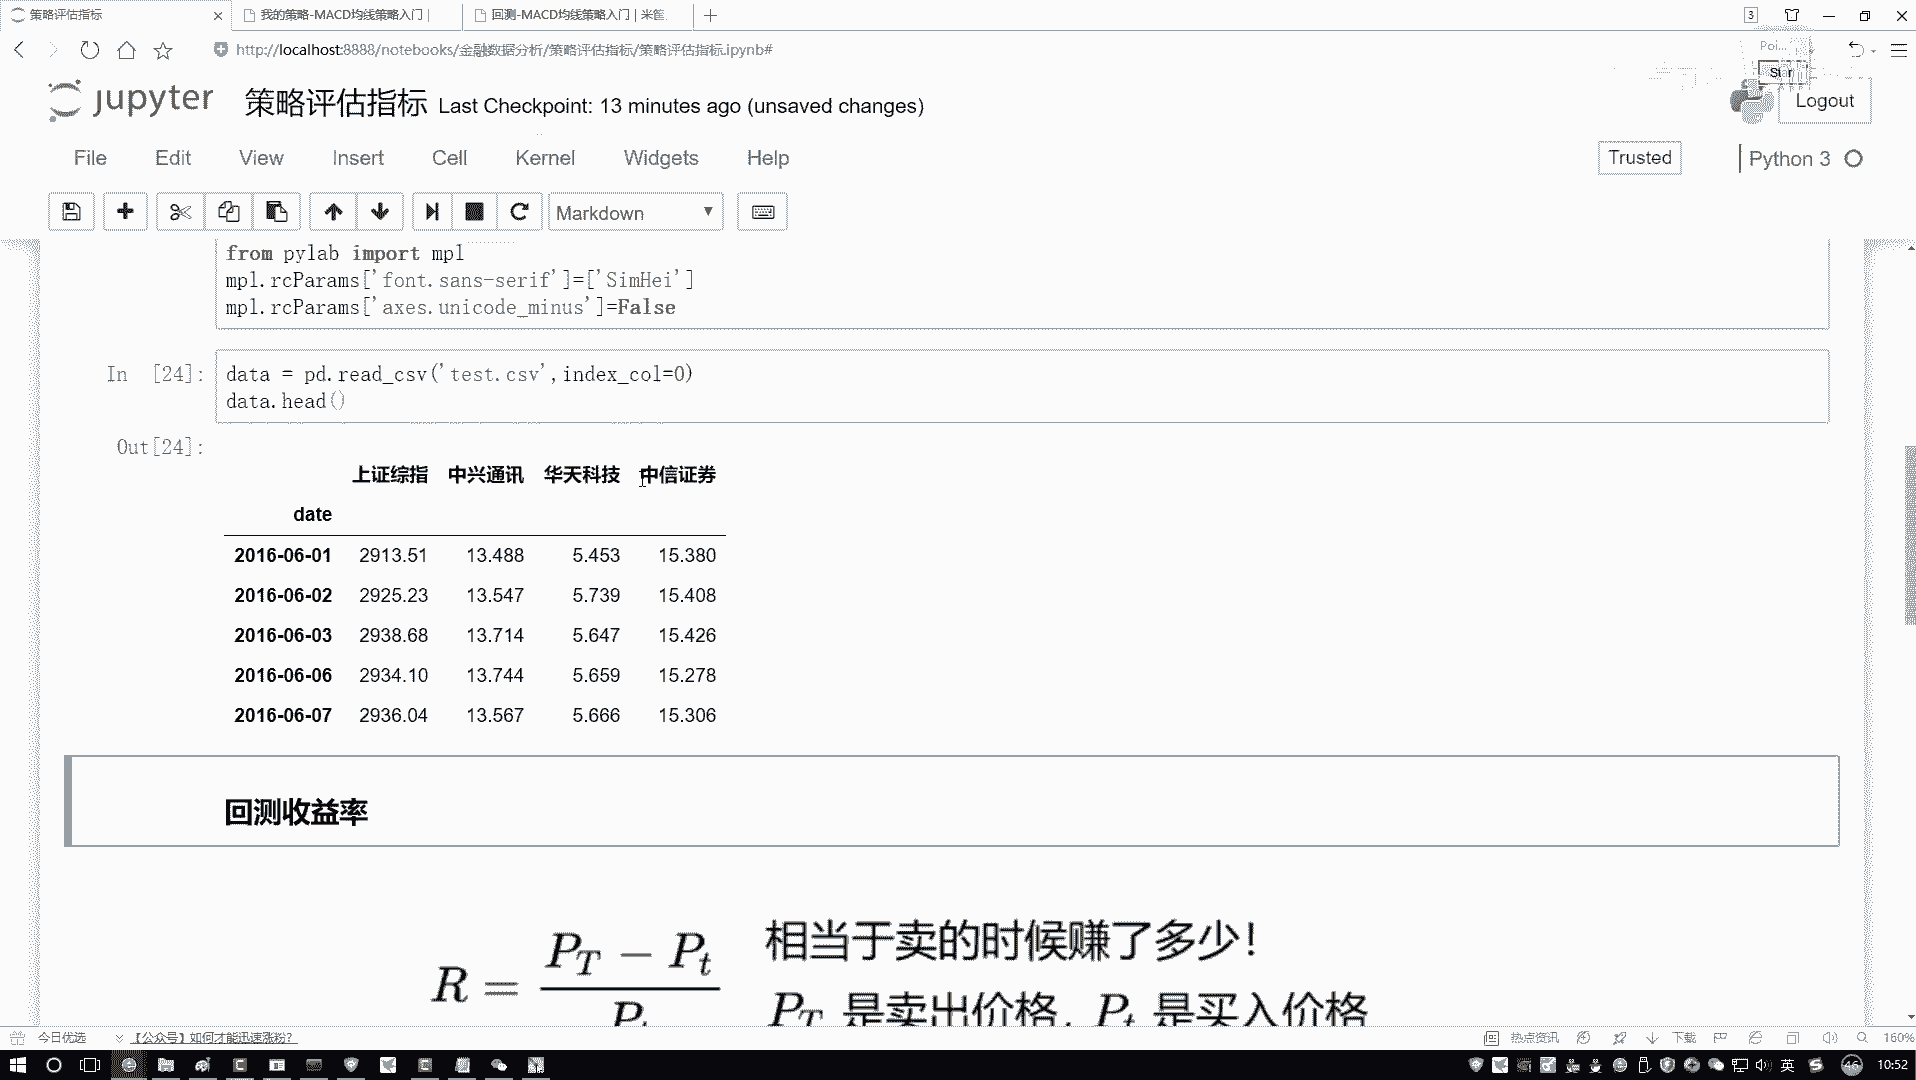 策略评估指标
我的策略-MACD均线策略入门 |
回测-MACD均线策略入门 | 米筐
3
http://localhost:8888/notebooks/金融数据分析/策略评估指标/策略评估指标.ipynb#
Poi...
jupyter 策略评估指标 Last Checkpoint: 13 minutes ago (unsaved changes)
Logout
File Edit View Insert Cell Kernel Widgets Help
Trusted
Python 3
Markdown
from pylab import mpl
mpl.rcParams['font.sans-serif']=['SimHei']
mpl.rcParams['axes.unicode_minus']=False
In [24]:
data = pd.read_csv('test.csv',index_col=0)
data.head()
Out[24]:
上证综指 中兴通讯 华天科技 中信证券
date
2016-06-01 2913.51 13.488 5.453 15.380
2016-06-02 2925.23 13.547 5.739 15.408
2016-06-03 2938.68 13.714 5.647 15.426
2016-06-06 2934.10 13.744 5.659 15.278
2016-06-07 2936.04 13.567 5.666 15.306
回测收益率
R = (P_T − P_t) / P_t
相当于卖的时候赚了多少!
P_T 是卖出价格, P_t 是买入价格
今日优选
【公众号】如何才能迅速涨粉?
热点资讯
下载
160%
英
46
10:52